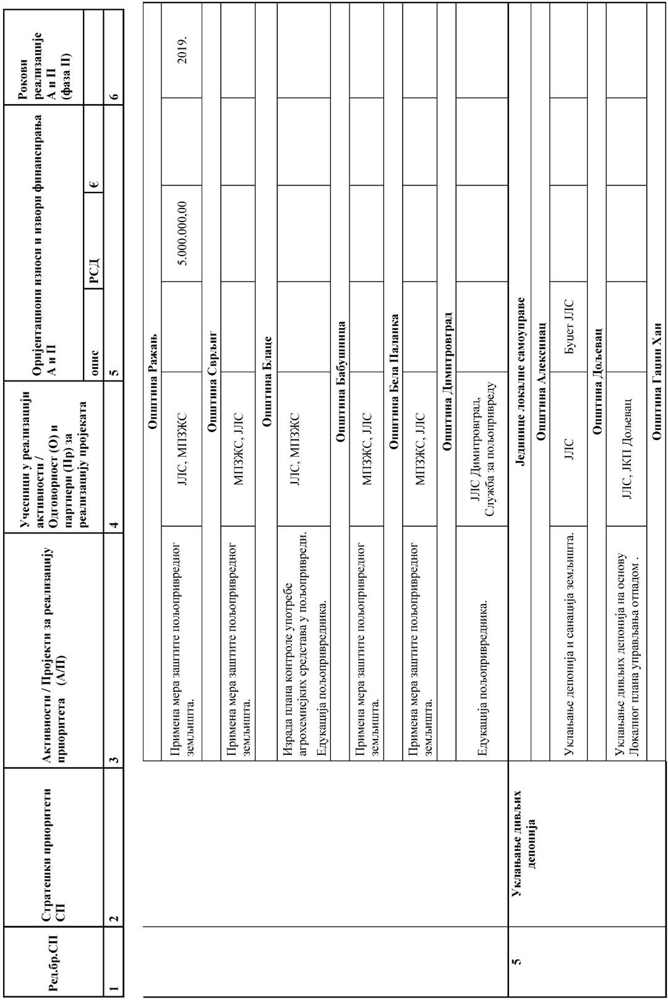 Ред.бр.СП
Стратешки приоритети
СП
Активности / Пројекти за реализацију
приоритета (А/П)
Учесници у реализацији
активности /
Одговорност (О) и
партнери (Пр) за
реализацију пројеката
Оријентациони износи и извори финансирања
А и П
опис
РСД
€
Рокови
реализације
А и П
(фаза II)
1
2
3
4
5
6
Општина Ражањ
Примена мера заштите пољопривредног
земљишта.
ЈЛС, МПЗЖС
5.000.000,00
2019.
Општина Сврљиг
Примена мера заштите пољопривредног
земљишта.
МПЗЖС, ЈЛС
Општина Блаце
Израда плана контроле употребе
агрохемисјких средстава у пољопривреди.
Едукација пољопривредника.
ЈЛС, МПЗЖС
Општина Бабушница
Примена мера заштите пољопривредног
земљишта.
МПЗЖС, ЈЛС
Општина Бела Паланка
Примена мера заштите пољопривредног
земљишта.
МПЗЖС, ЈЛС
Општина Димитровград
Едукација пољопривредника.
ЈЛС Димитровград,
Служба за пољопривреду
5
Уклањање дивљих
депонија
Јединице локалне самоуправе
Општина Алексинац
Уклањање депонија и санација земљишта.
ЈЛС
Буџет ЈЛС
Општина Дољевац
Уклањање дивљих депонија на основу
Локалног плана управљања отпадом .
ЈЛС, ЈКП Дољевац
Општина Гаџин Хан